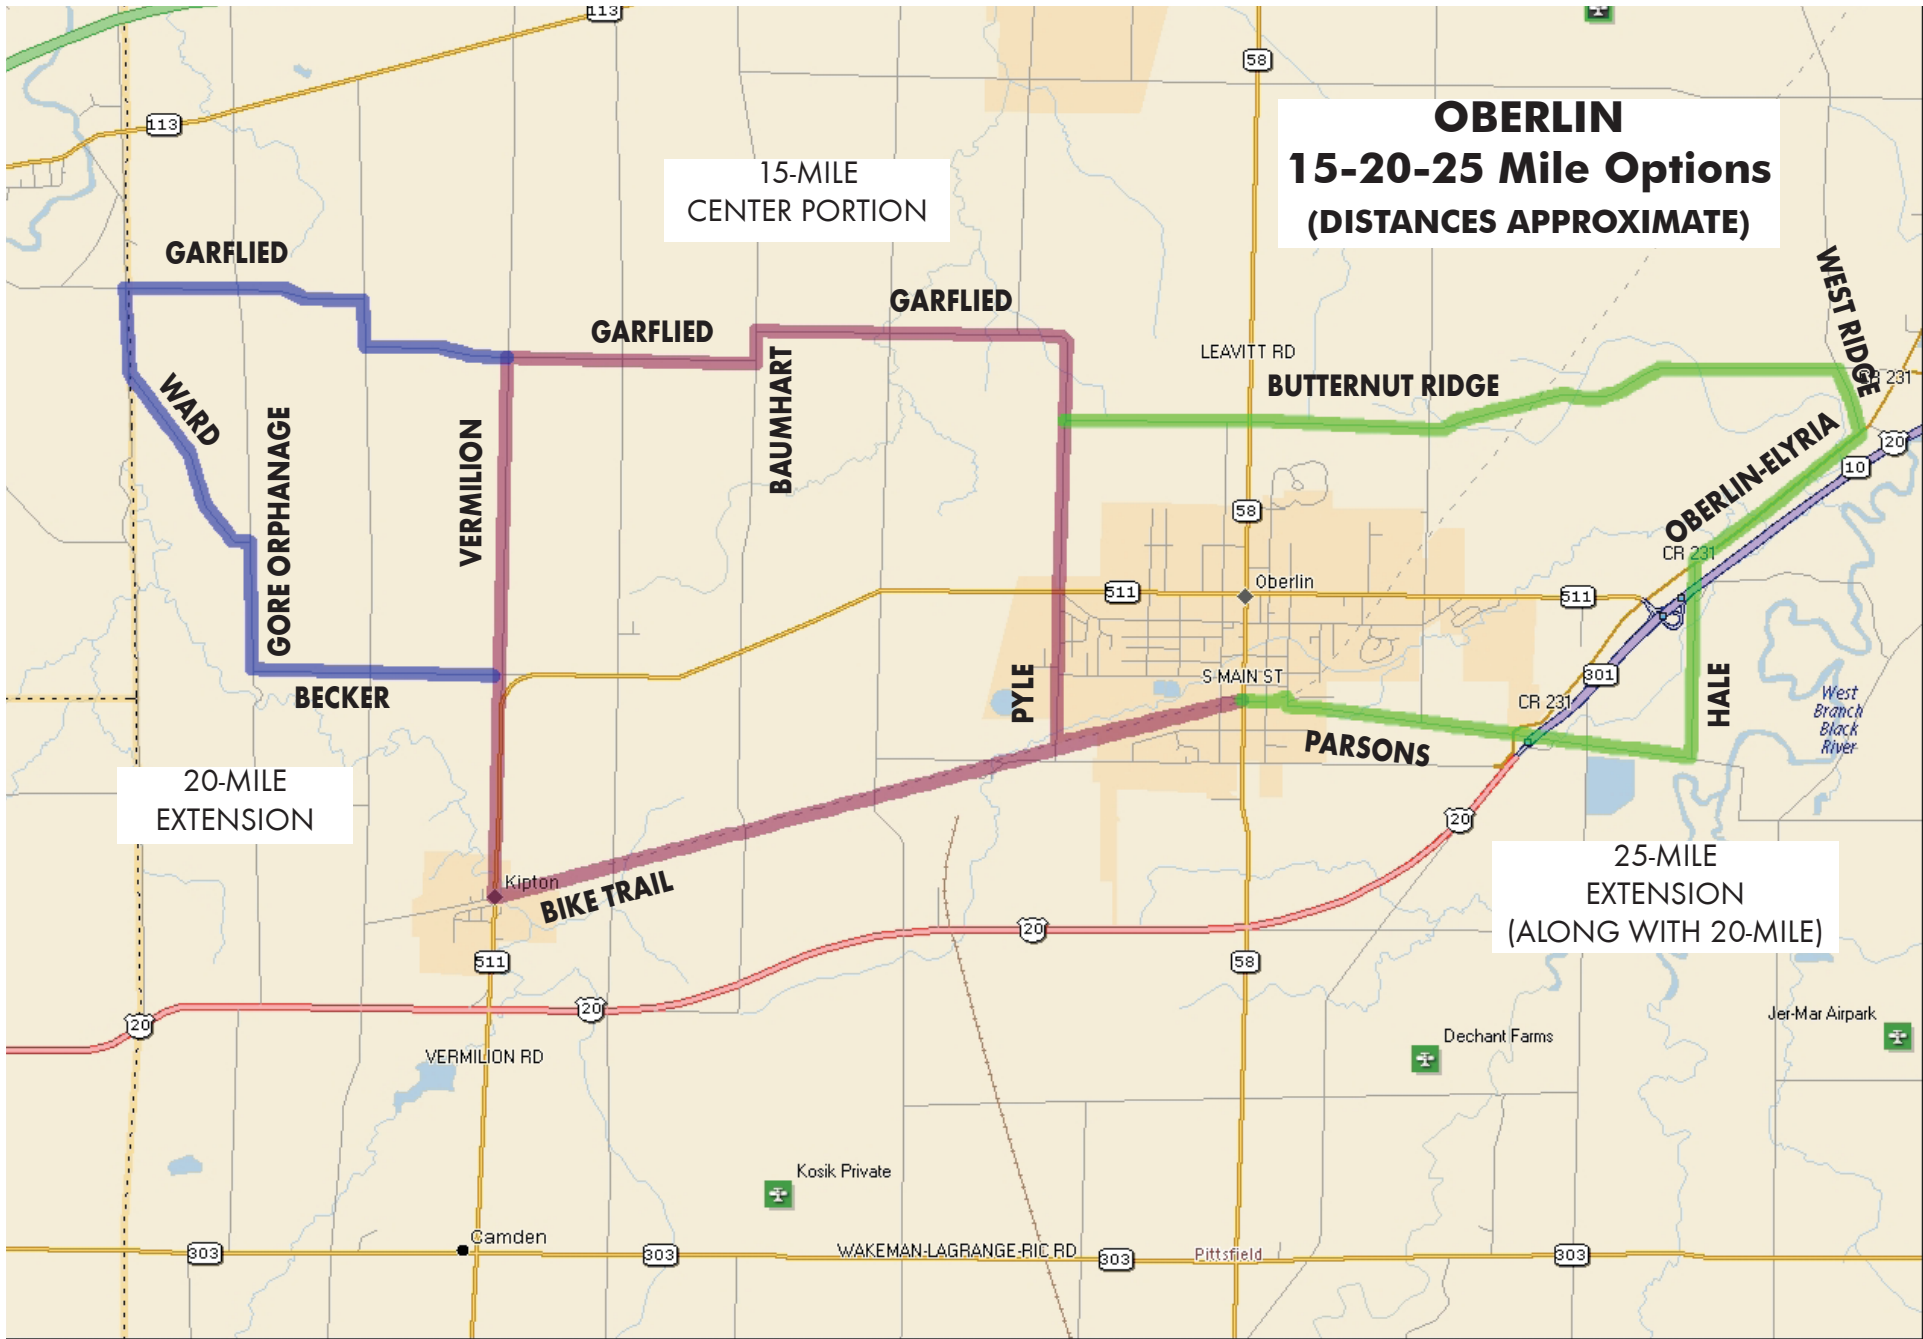 113
58
113
OBERLIN
15-20-25 Mile Options
(DISTANCES APPROXIMATE)
15-MILE
CENTER PORTION
GARFLIED
GARFLIED
GARFLIED
WEST RIDGE
LEAVITT RD
BUTTERNUT RIDGE
CR 231
WARD
GORE ORPHANAGE
VERMILION
BAUMHART
OBERLIN-ELYRIA
20
10
58
CR 231
Oberlin
511
511
S MAIN ST
301
CR 231
PYLE
HALE
West
Branch
Black
River
BECKER
PARSONS
20-MILE
EXTENSION
20
Kipton
BIKE TRAIL
25-MILE
EXTENSION
(ALONG WITH 20-MILE)
20
511
58
20
20
Jer-Mar Airpark
Dechant Farms
VERMILION RD
Kosik Private
Camden
303
303
WAKEMAN-LAGRANGE-RIC RD
303
Pittsfield
303